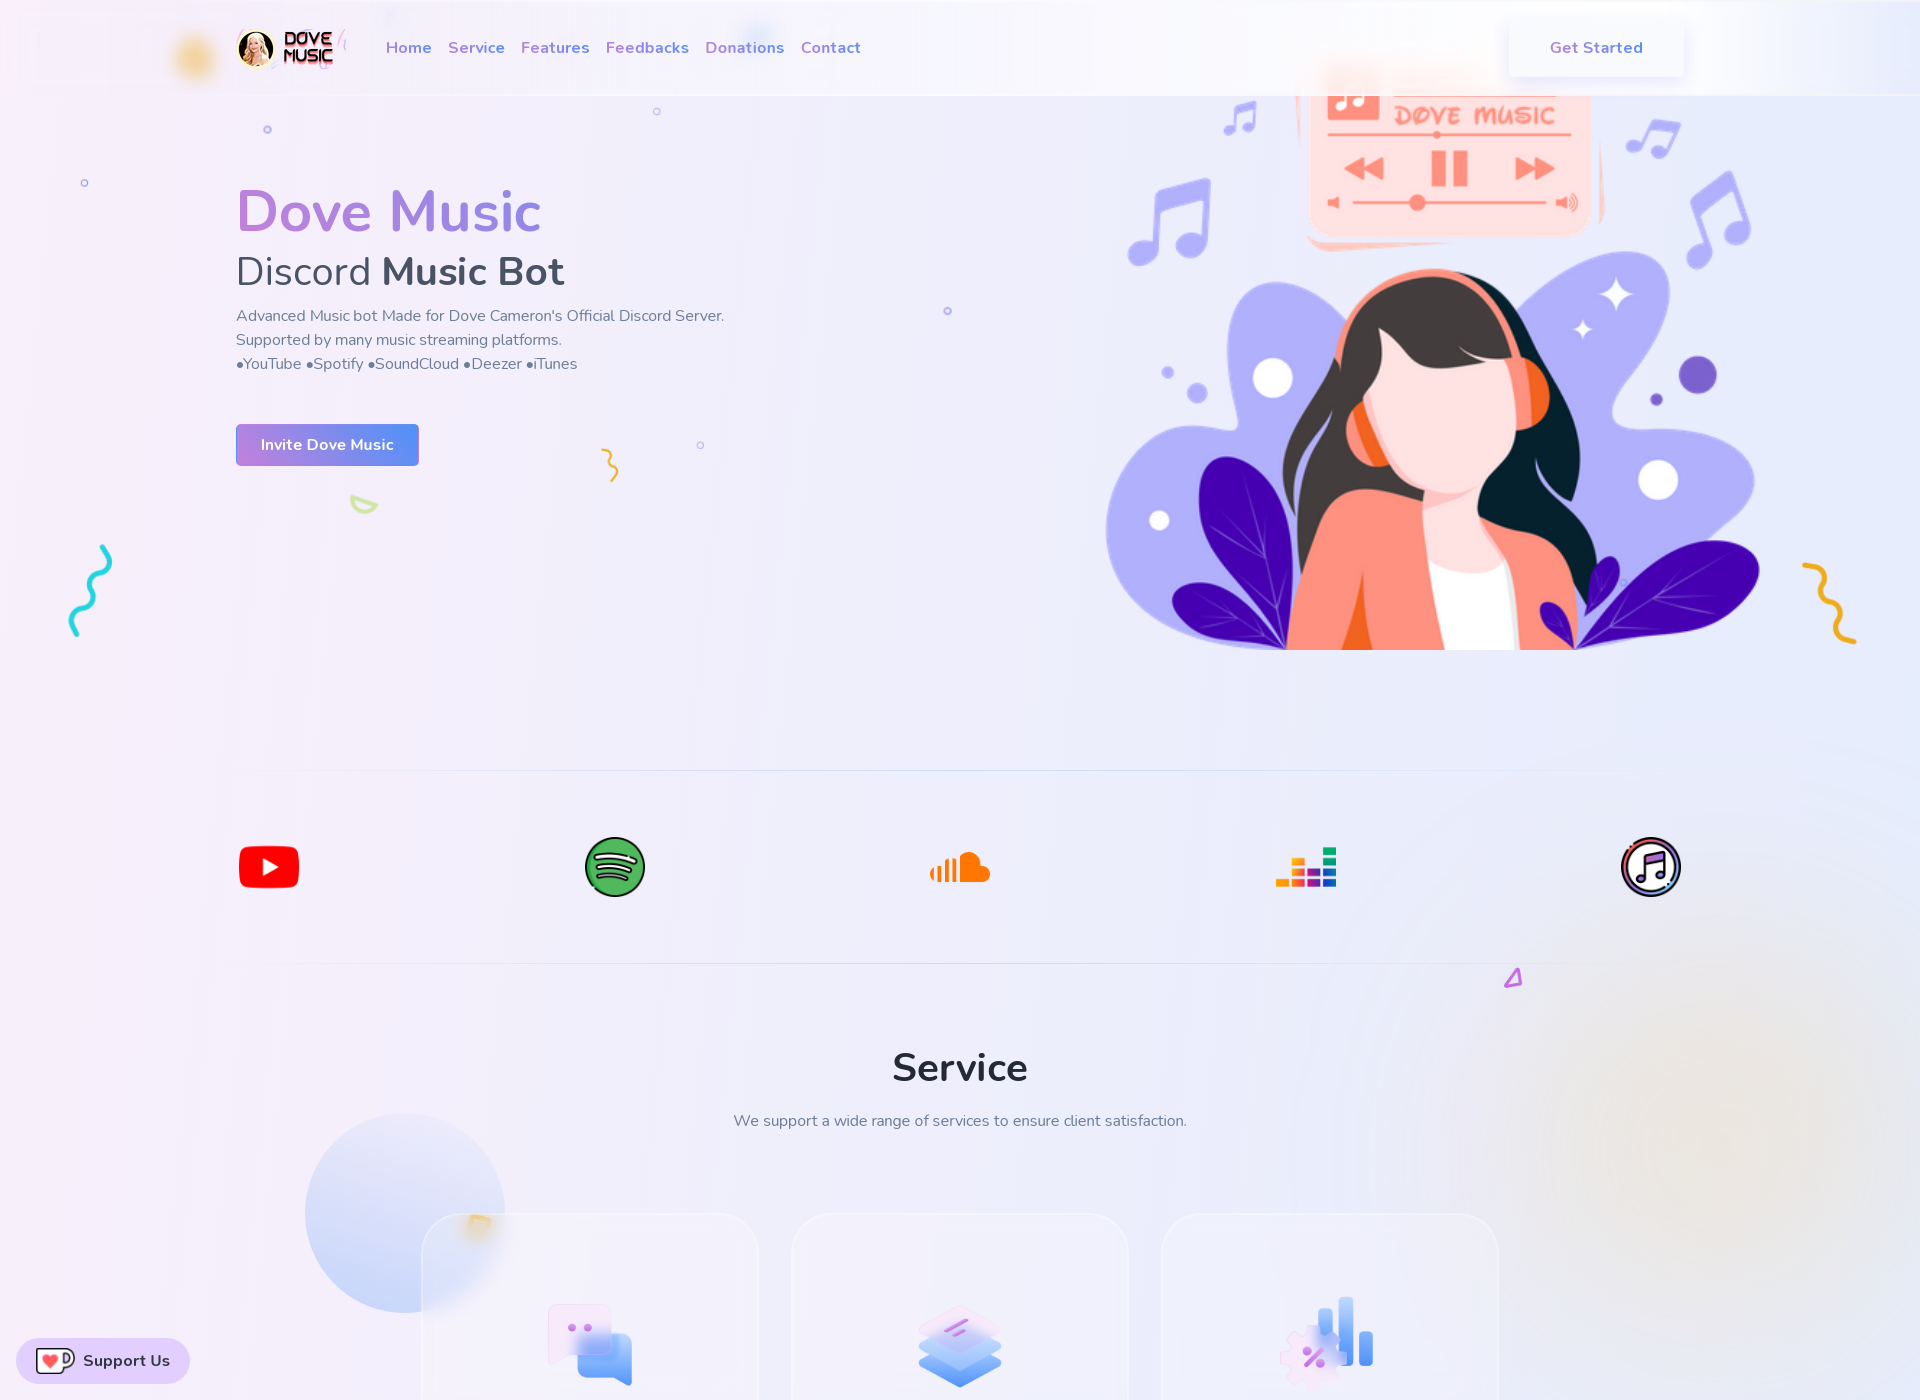 DOVE
MUSIC
Home
Service
Features
Feedbacks
Donations
Contact
Get Started
DOVE MUSIC
Dove Music
Discord Music Bot
Advanced Music bot Made for Dove Cameron's Official Discord Server.
Supported by many music streaming platforms.
•YouTube •Spotify •SoundCloud •Deezer •iTunes
Invite Dove Music
Service
We support a wide range of services to ensure client satisfaction.
Support Us